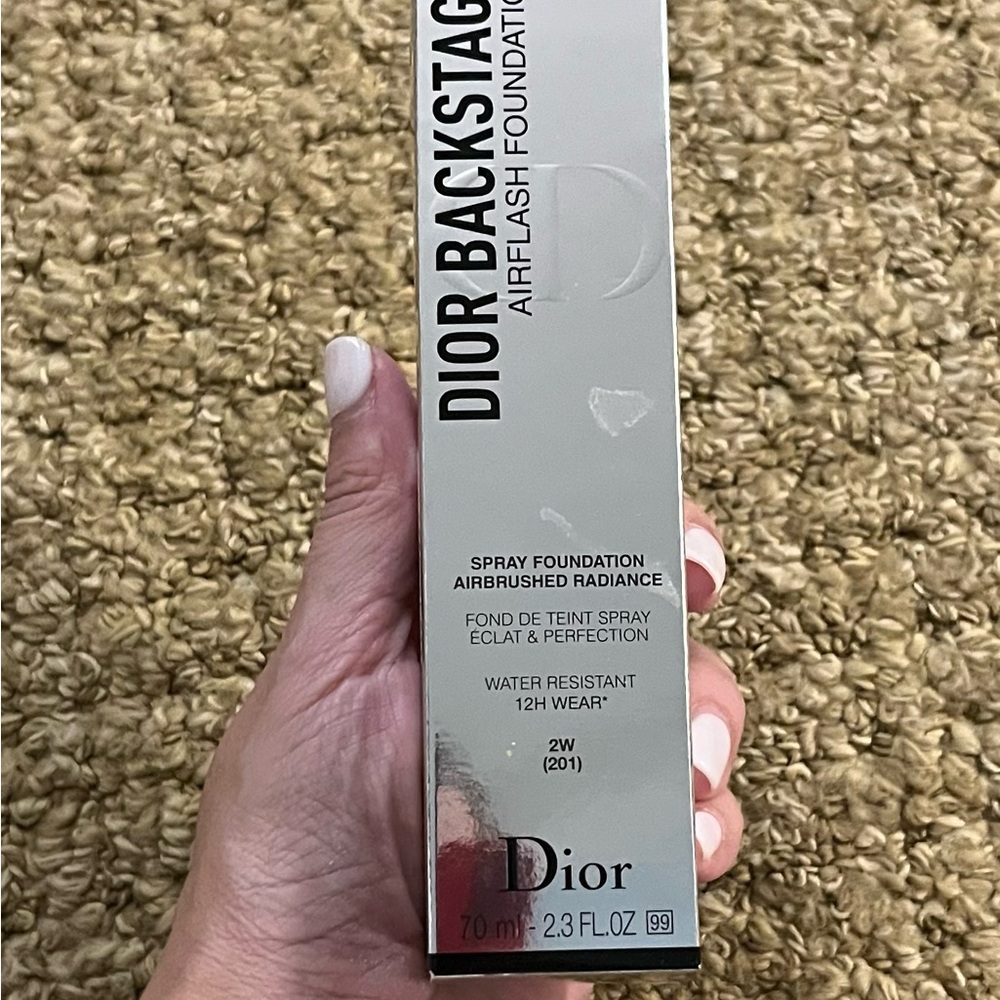 DIOR BACKSTAG
AIRFLASH FOUNDATIO
SPRAY FOUNDATION
AIRBRUSHED RADIANCE
FOND DE TEINT SPRAY
ÉCLAT & PERFECTION
WATER RESISTANT
12H WEAR*
2W
(201)
Dior
70 ml - 2.3 FL.OZ 99